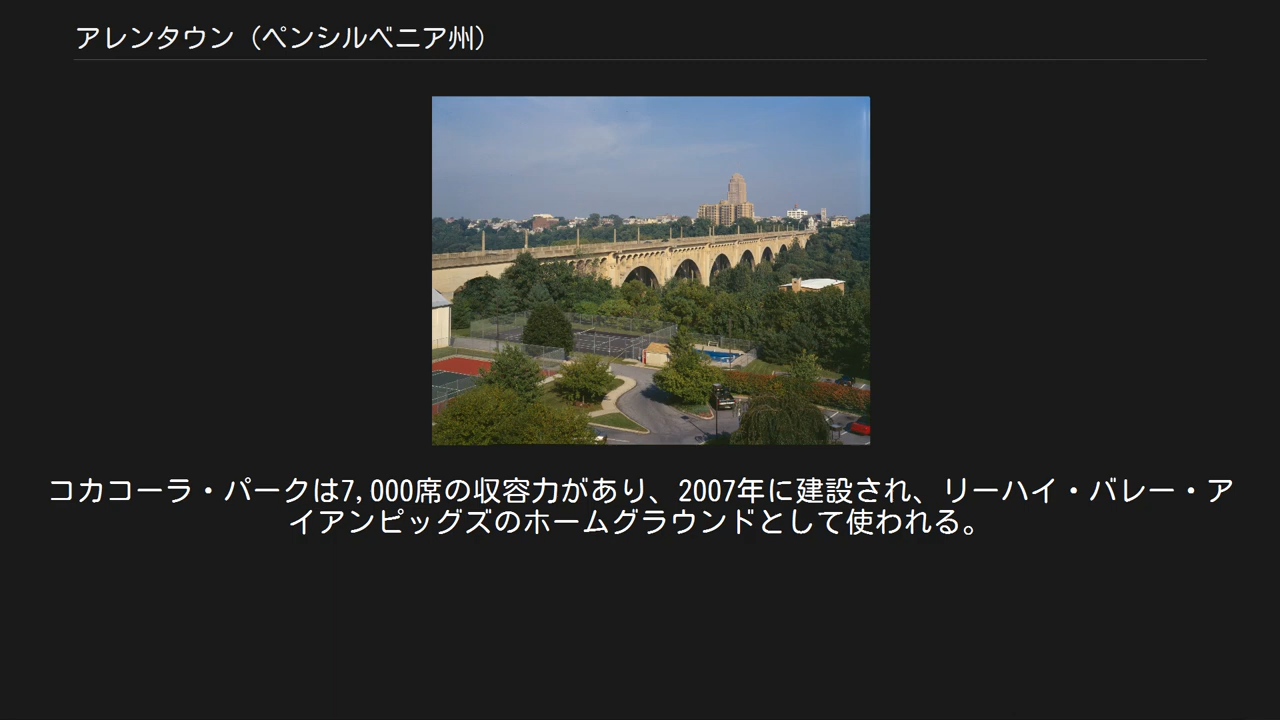 アレンタウン（ペンシルベニア州）
コカコーラ・パークは7,000席の収容力があり、2007年に建設され、リーハイ・バレー・ア
イアンピッグズのホームグラウンドとして使われる。